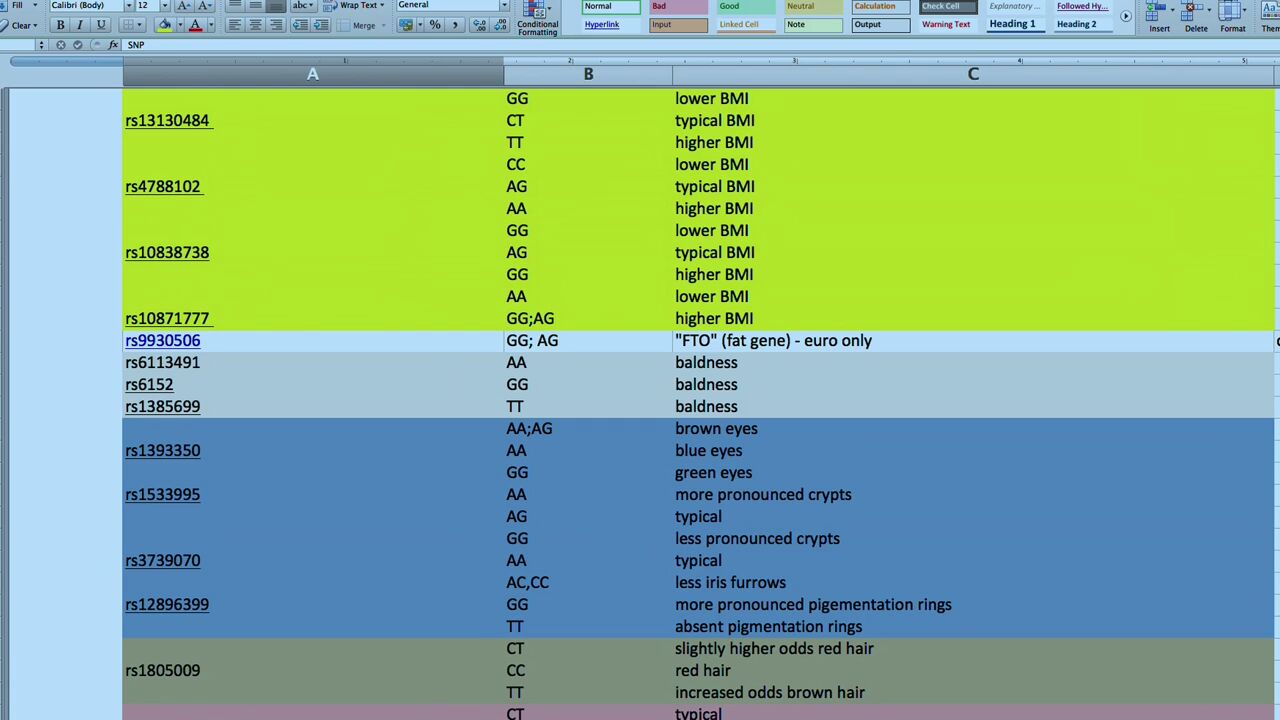 Fill Calibri (Body) 12 A A abc Wrap Text General Normal Bad Good Neutral Calculation Check Cell Explanatory ... Followed Hy...
Clear B I U A Merge % Conditional Formatting Hyperlink Input Linked Cell Note Output Warning Text Heading 1 Heading 2 Insert Delete Format
fx SNP
A B C
GG lower BMI
rs13130484 CT typical BMI
TT higher BMI
CC lower BMI
rs4788102 AG typical BMI
AA higher BMI
GG lower BMI
rs10838738 AG typical BMI
GG higher BMI
AA lower BMI
rs10871777 GG;AG higher BMI
rs9930506 GG; AG "FTO" (fat gene) - euro only
rs6113491 AA baldness
rs6152 GG baldness
rs1385699 TT baldness
AA;AG brown eyes
rs1393350 AA blue eyes
GG green eyes
rs1533995 AA more pronounced crypts
AG typical
GG less pronounced crypts
rs3739070 AA typical
AC,CC less iris furrows
rs12896399 GG more pronounced pigementation rings
TT absent pigmentation rings
CT slightly higher odds red hair
rs1805009 CC red hair
TT increased odds brown hair
CT typical